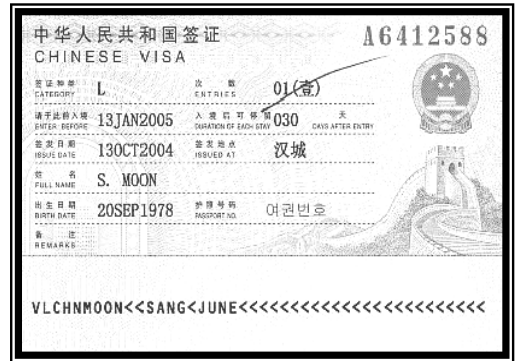 中华人民共和国签证 A6412588
CHINESE VISA
签证种类 CATEGORY L 次数 ENTRIES 01(壹)
请于此前入境 ENTER BEFORE 13JAN2005 入境后可停留 DURATION OF EACH STAY 030 天 DAYS AFTER ENTRY
签发日期 ISSUE DATE 13OCT2004 签发地点 ISSUED AT 汉城
姓名 FULL NAME S. MOON
出生日期 BIRTH DATE 20SEP1978 护照号码 PASSPORT NO. 여권번호
备注 REMARKS
VLCHNMOON<<SANG<JUNE<<<<<<<<<<<<<<<<<<<<<<<<